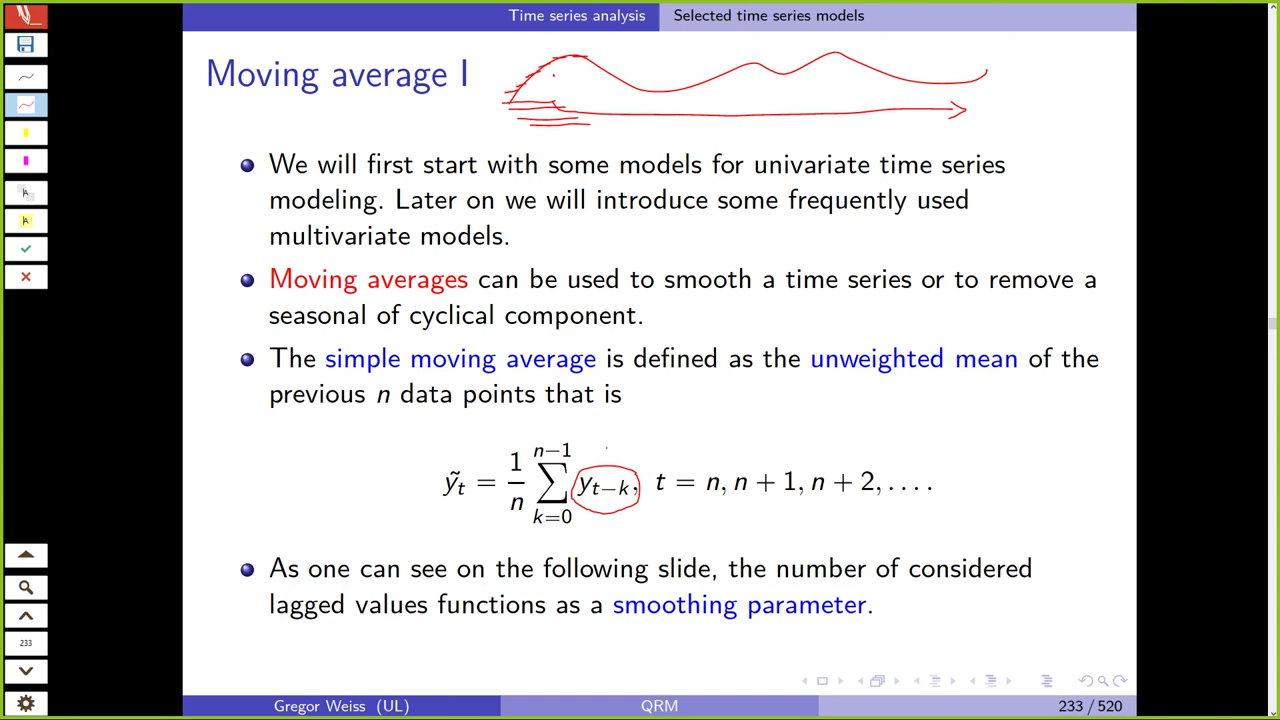 Time series analysis Selected time series models
Moving average I
We will first start with some models for univariate time series
modeling. Later on we will introduce some frequently used
multivariate models.
Moving averages can be used to smooth a time series or to remove a
seasonal of cyclical component.
The simple moving average is defined as the unweighted mean of the
previous n data points that is
ỹ_t = 1/n ∑_{k=0}^{n−1} y_{t−k}, t = n, n + 1, n + 2, . . . .
As one can see on the following slide, the number of considered
lagged values functions as a smoothing parameter.
233
Gregor Weiss (UL) QRM 233 / 520